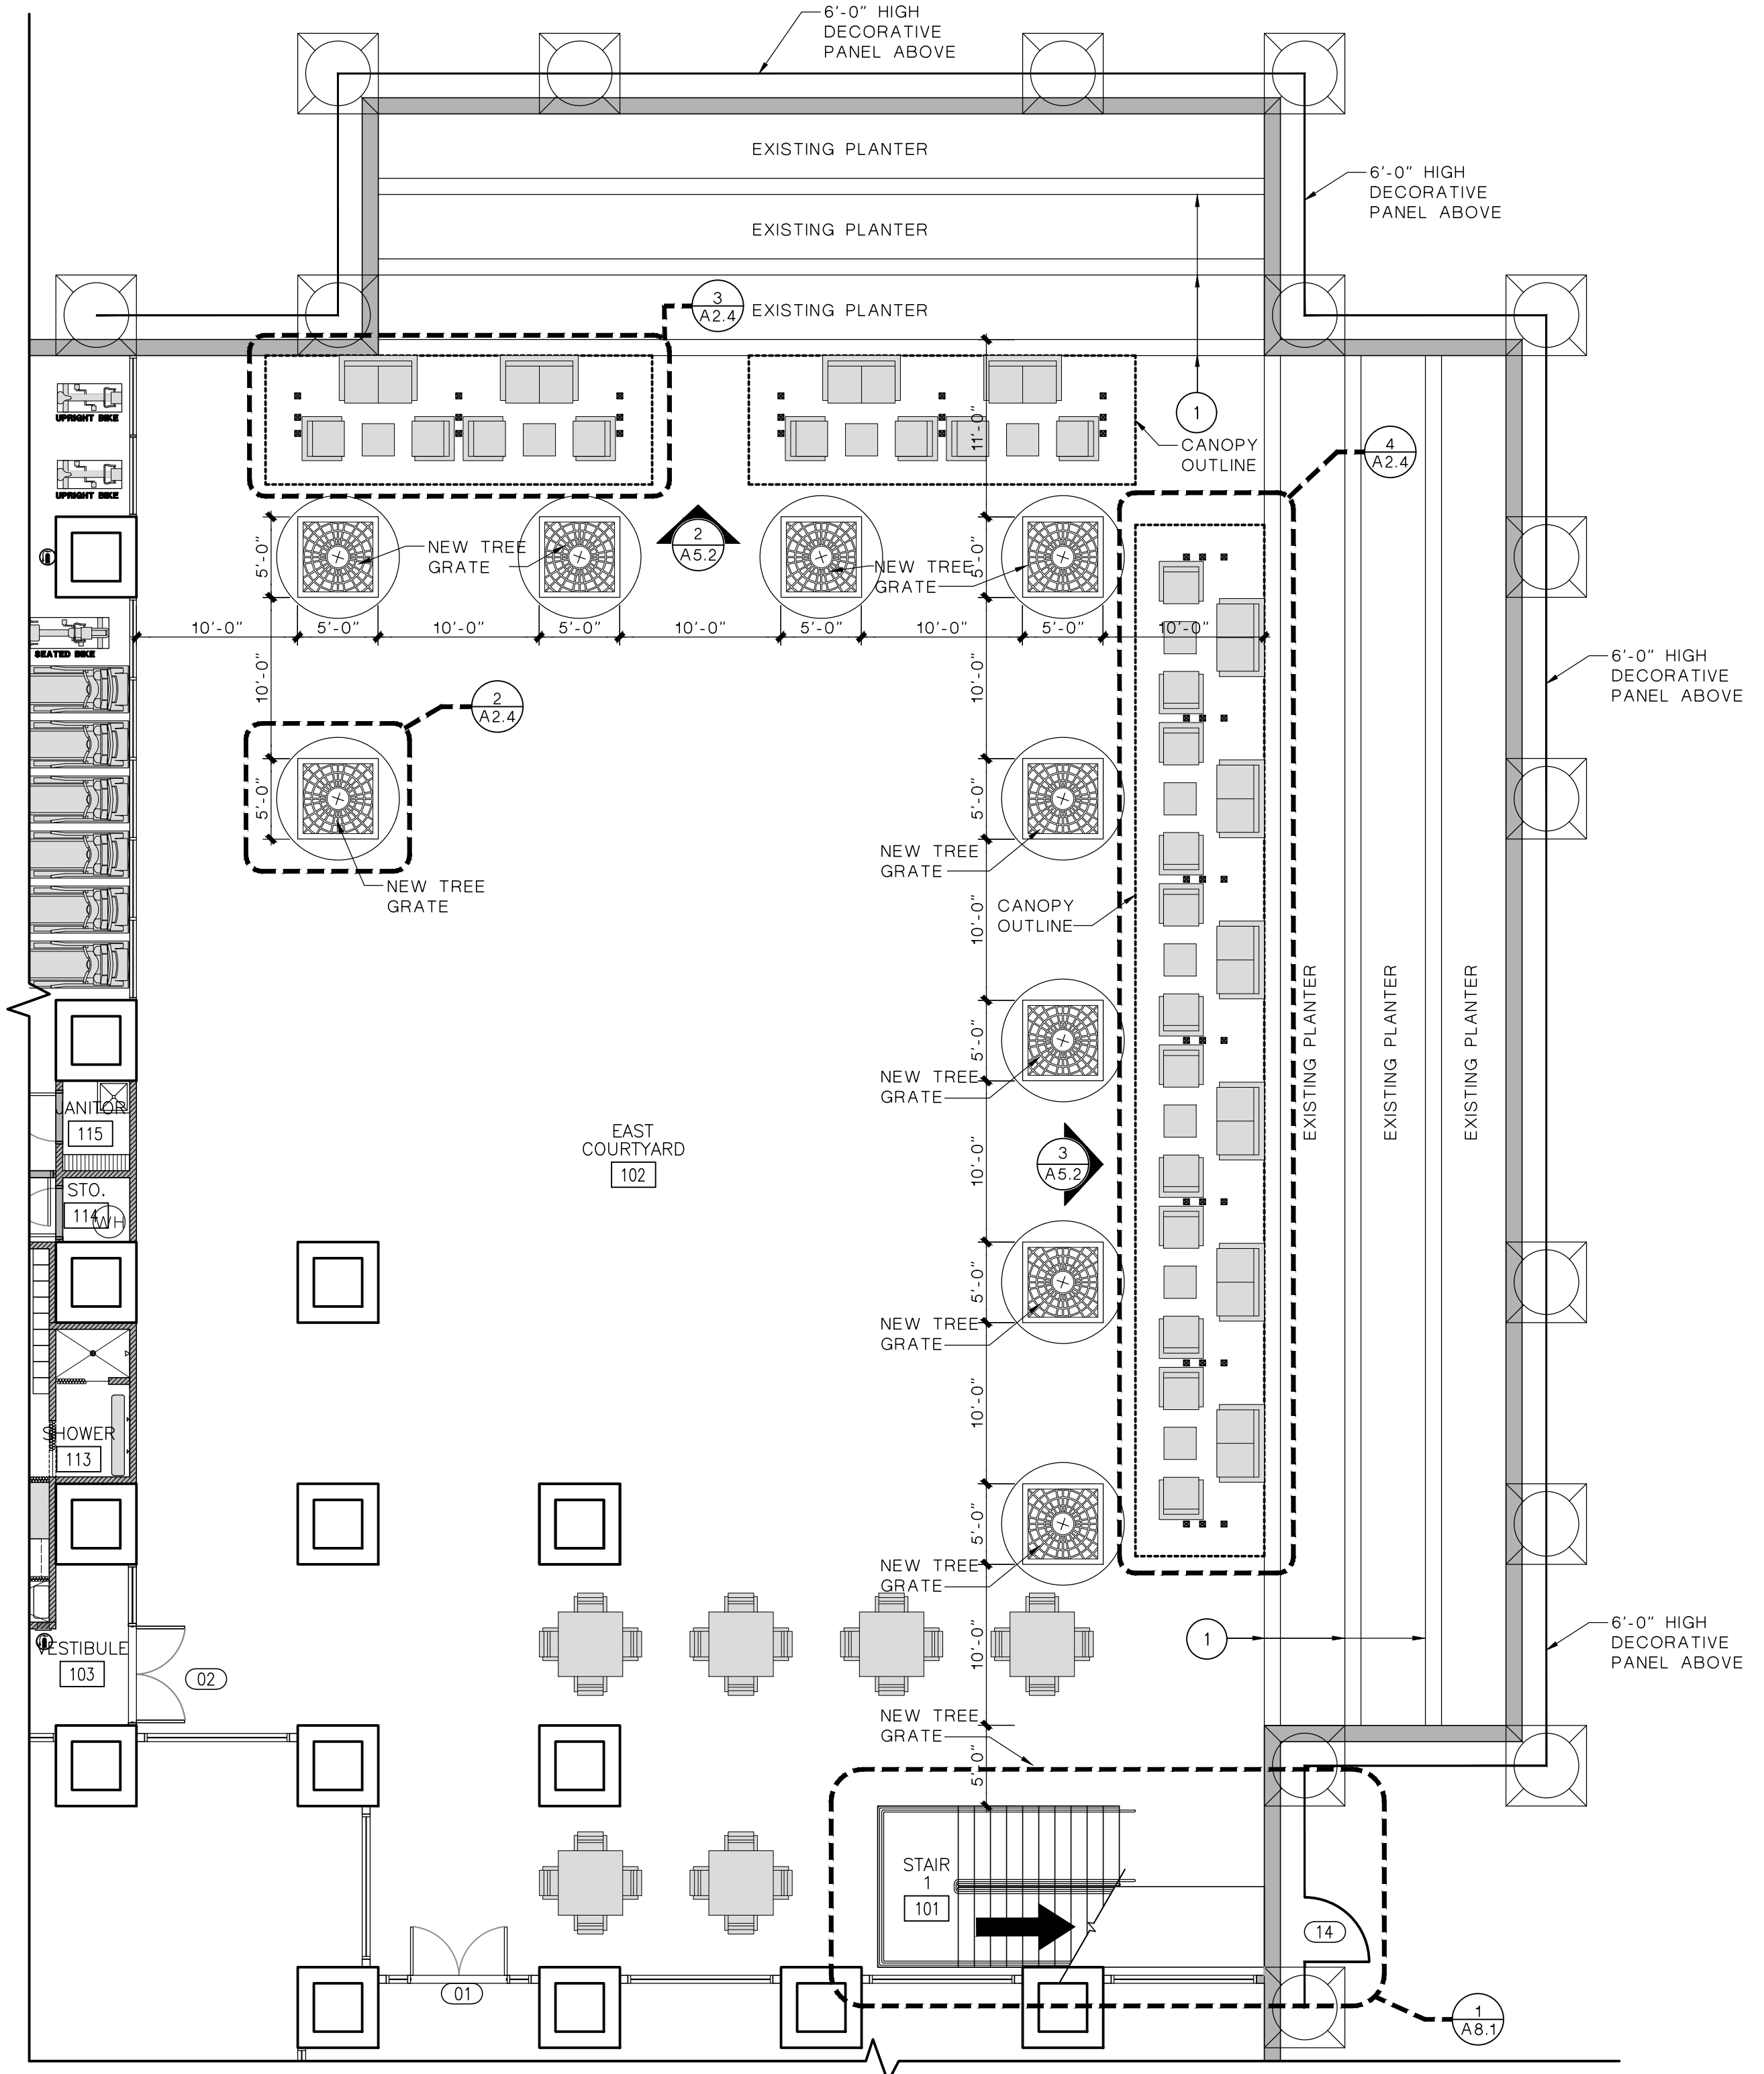 6'-0" HIGH
DECORATIVE
PANEL ABOVE
EXISTING PLANTER
6'-0" HIGH
DECORATIVE
PANEL ABOVE
EXISTING PLANTER
3
A2.4
EXISTING PLANTER
UPRIGHT BIKE
UPRIGHT BIKE
11'-0"
1
CANOPY
OUTLINE
4
A2.4
5'-0"
NEW TREE
GRATE
2
A5.2
NEW TREE
GRATE
5'-0"
10'-0"
5'-0"
10'-0"
5'-0"
10'-0"
5'-0"
10'-0"
5'-0"
10'-0"
SEATED BIKE
10'-0"
10'-0"
6'-0" HIGH
DECORATIVE
PANEL ABOVE
2
A2.4
5'-0"
5'-0"
NEW TREE
GRATE
NEW TREE
GRATE
10'-0"
CANOPY
OUTLINE
EXISTING PLANTER
EXISTING PLANTER
EXISTING PLANTER
5'-0"
NEW TREE
GRATE
JANITOR
115
EAST
COURTYARD
102
10'-0"
3
A5.2
STO.
114
WH
5'-0"
NEW TREE
GRATE
10'-0"
SHOWER
113
5'-0"
NEW TREE
GRATE
VESTIBULE
103
02
10'-0"
1
6'-0" HIGH
DECORATIVE
PANEL ABOVE
NEW TREE
GRATE
5'-0"
STAIR
1
101
14
01
1
A8.1